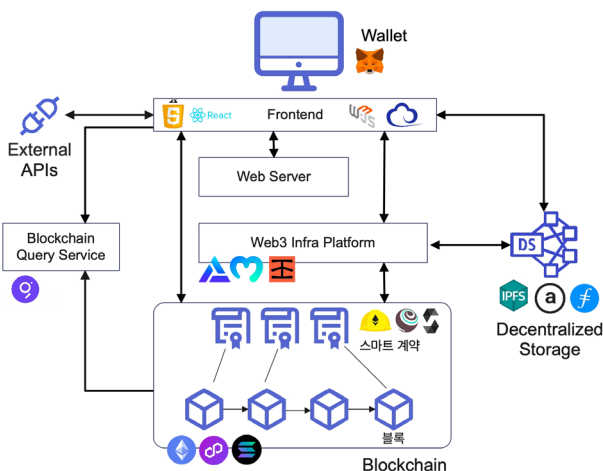 Wallet
JS
React
Frontend
External
APIs
Web Server
Blockchain
Query Service
Web3 Infra Platform
DS
IPFS
a
Decentralized
Storage
스마트 계약
블록
Blockchain